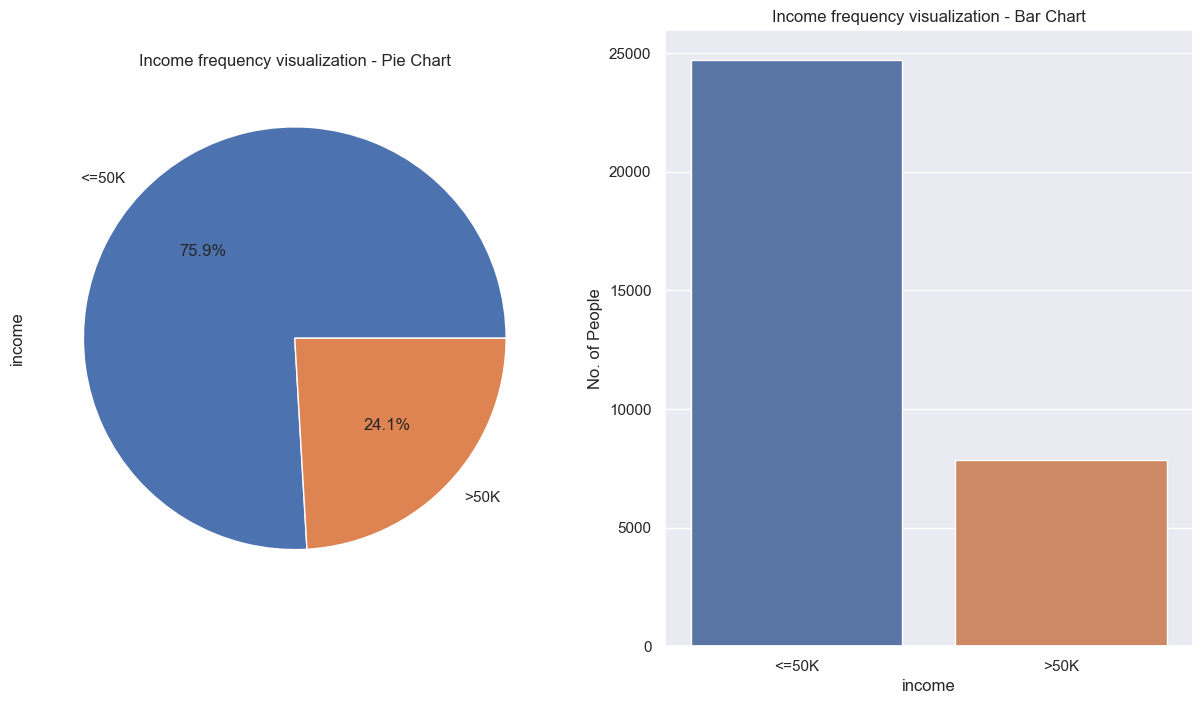 Income frequency visualization - Pie Chart
<=50K
75.9%
income
24.1%
>50K
Income frequency visualization - Bar Chart
25000
20000
15000
10000
5000
0
No. of People
<=50K
>50K
income